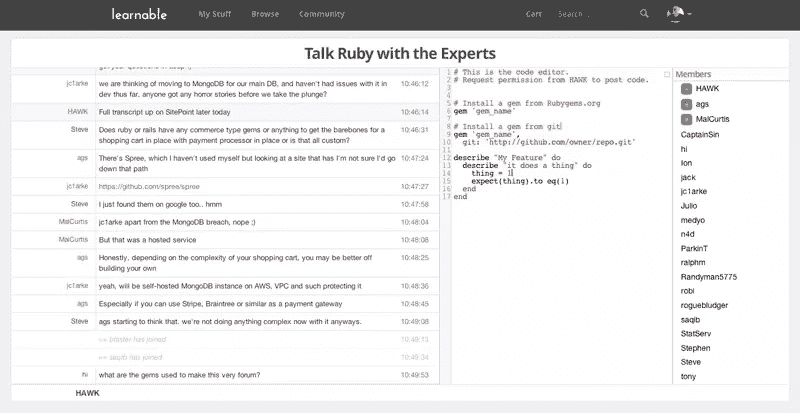 learnable
My Stuff
Browse
Community
Cart
Search...
Talk Ruby with the Experts
jc1arke
we are thinking of moving to MongoDB for our main DB, and haven't had issues with it in
dev thus far. anyone got any horror stories before we take the plunge?
10:46:12
HAWK
Full transcript up on SitePoint later today
10:46:14
Steve
Does ruby or rails have any commerce type gems or anything to get the barebones for a
shopping cart in place with payment processor in place or is that all custom?
10:46:31
ags
There's Spree, which I haven't used myself but looking at a site that has I'm not sure I'd go
down that path
10:47:24
jc1arke
https://github.com/spree/spree
10:47:27
Steve
I just found them on google too.. hmm
10:47:58
MalCurtis
jc1arke apart from the MongoDB breach, nope ;)
10:48:04
MalCurtis
But that was a hosted service
10:48:08
ags
Honestly, depending on the complexity of your shopping cart, you may be better off
building your own
10:48:25
jc1arke
yeah, will be self-hosted MongoDB instance on AWS, VPC and such protecting it
10:48:36
ags
Especially if you can use Stripe, Braintree or similar as a payment gateway
10:48:45
Steve
ags starting to think that. we're not doing anything complex now with it anyways.
10:49:08
has joined
10:49:13
saqib has joined
10:49:34
hi
what are the gems used to make this very forum?
10:49:53
HAWK
1 # This is the code editor.
2 # Request permission from HAWK to post code.
3
4
5 # Install a gem from Rubygems.org
6 gem 'gem_name'
7
8 # Install a gem from git
9 gem 'gem_name',
10 git: 'http://github.com/owner/repo.git'
11
12 describe "My Feature" do
13 describe "it does a thing" do
14 thing = 1
15 expect(thing).to eq(1)
16 end
17 end
Members
HAWK
ags
MalCurtis
CaptainSin
hi
Ion
jack
jc1arke
Julio
medyo
n4d
ParkinT
ralphm
Randyman5775
robi
roguebludger
saqib
StatServ
Stephen
Steve
tony